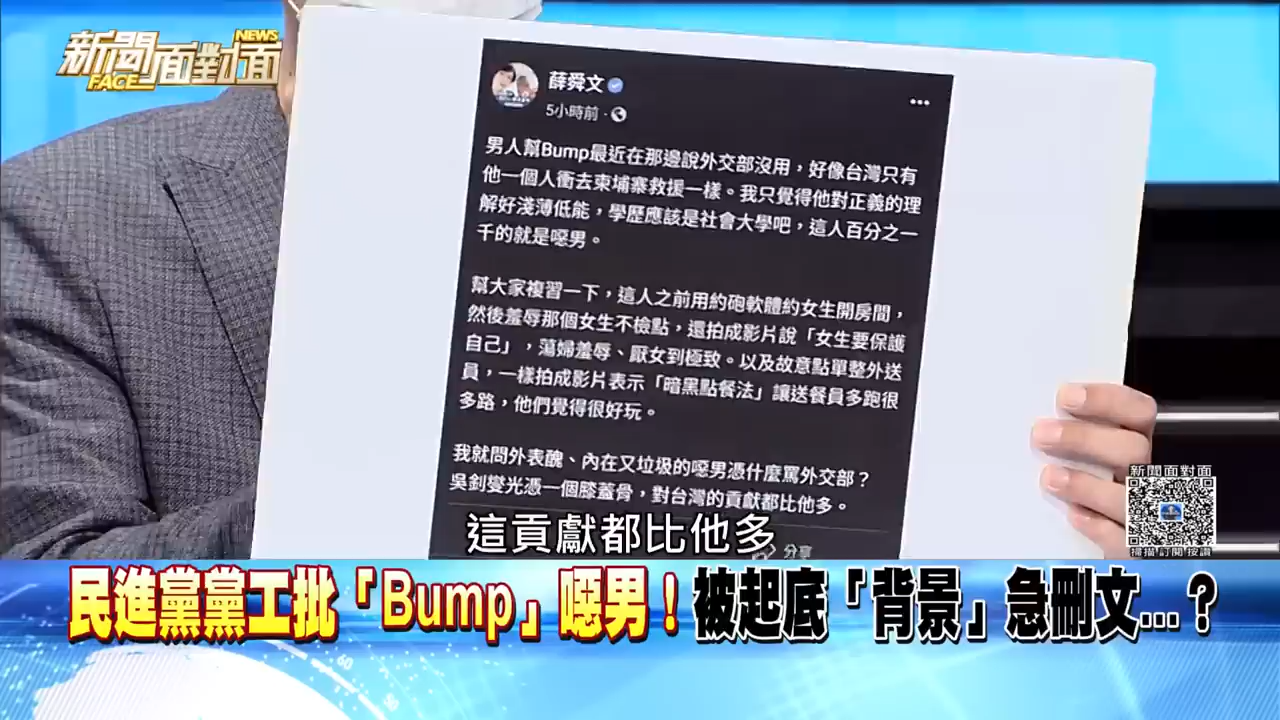 新聞面對面
NEWS
FACE
薛舜文
5小時前
男人幫Bump最近在那邊說外交部沒用，好像台灣只有
他一個人衝去柬埔寨救援一樣。我只覺得他對正義的理
解好淺薄低能，學歷應該是社會大學吧，這人百分之一
千的就是噁男。
幫大家複習一下，這人之前用約砲軟體約女生開房間，
然後羞辱那個女生不檢點，還拍成影片說「女生要保護
自己」，蕩婦羞辱、厭女到極致。以及故意點單整外送
員，一樣拍成影片表示「暗黑點餐法」讓送餐員多跑很
多路，他們覺得很好玩。
我就問外表醜、內在又垃圾的噁男憑什麼罵外交部？
吳釗燮光憑一個膝蓋骨，對台灣的貢獻都比他多。
分享
這貢獻都比他多
新聞面對面
掃描 訂閱 按讚
民進黨黨工批「Bump」噁男！被起底「背景」急刪文...？
60
50